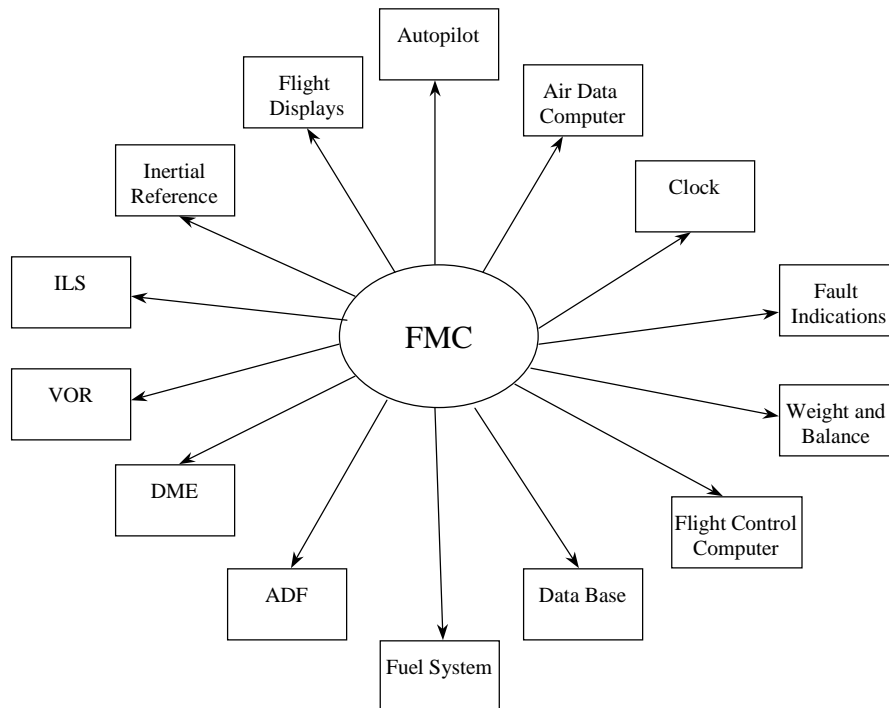 Autopilot
Flight
Displays
Air Data
Computer
Inertial
Reference
Clock
ILS
Fault
Indications
FMC
VOR
Weight and
Balance
DME
Flight Control
Computer
ADF
Data Base
Fuel System